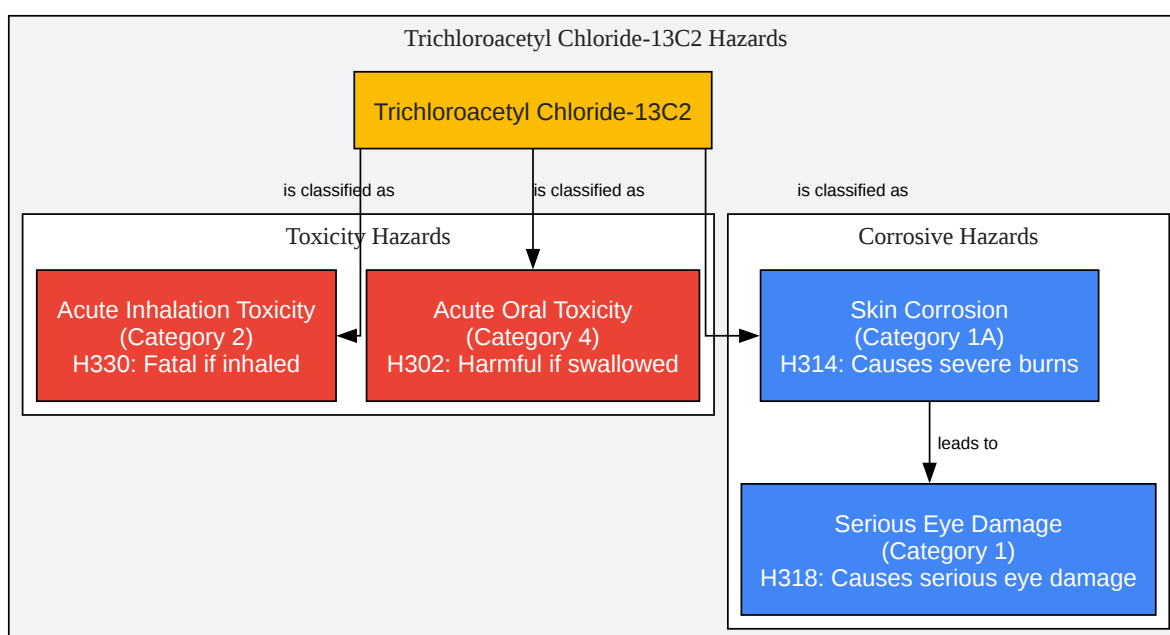 Trichloroacetyl Chloride-13C2 Hazards
Trichloroacetyl Chloride-13C2
is classified as
is classified as
is classified as
Toxicity Hazards
Corrosive Hazards
Acute Inhalation Toxicity
(Category 2)
H330: Fatal if inhaled
Acute Oral Toxicity
(Category 4)
H302: Harmful if swallowed
Skin Corrosion
(Category 1A)
H314: Causes severe burns
leads to
Serious Eye Damage
(Category 1)
H318: Causes serious eye damage